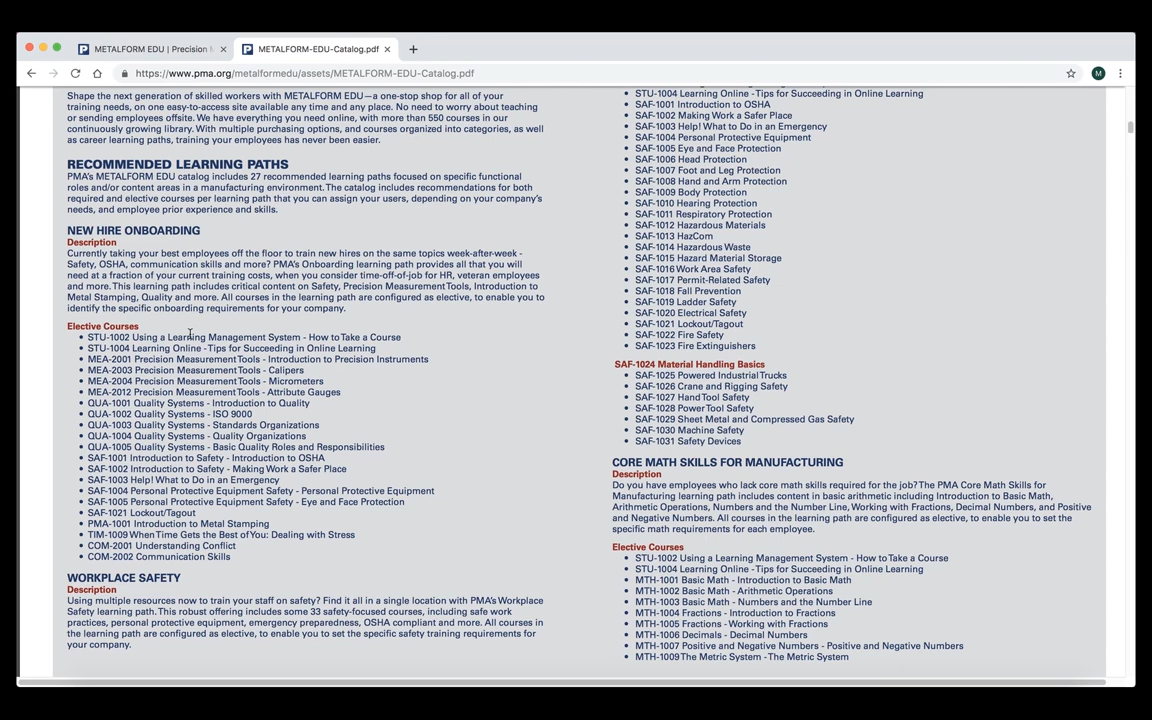 METALFORM EDU | Precision
METALFORM-EDU-Catalog.pdf
https://www.pma.org/metalformedu/assets/METALFORM-EDU-Catalog.pdf
M
Shape the next generation of skilled workers with METALFORM EDU—a one-stop shop for all of your
training needs, on one easy-to-access site available any time and any place. No need to worry about teaching
or sending employees offsite. We have everything you need online, with more than 550 courses in our
continuously growing library. With multiple purchasing options, and courses organized into categories, as well
as career learning paths, training your employees has never been easier.
RECOMMENDED LEARNING PATHS
PMA's METALFORM EDU catalog includes 27 recommended learning paths focused on specific functional
roles and/or content areas in a manufacturing environment. The catalog includes recommendations for both
required and elective courses per learning path that you can assign your users, depending on your company's
needs, and employee prior experience and skills.
NEW HIRE ONBOARDING
Description
Currently taking your best employees off the floor to train new hires on the same topics week-after-week -
Safety, OSHA, communication skills and more? PMA's Onboarding learning path provides all that you will
need at a fraction of your current training costs, when you consider time-off-of-job for HR, veteran employees
and more. This learning path includes critical content on Safety, Precision Measurement Tools, Introduction to
Metal Stamping, Quality and more. All courses in the learning path are configured as elective, to enable you to
identify the specific onboarding requirements for your company.
Elective Courses
• STU-1002 Using a Learning Management System - How to Take a Course
• STU-1004 Learning Online - Tips for Succeeding in Online Learning
• MEA-2001 Precision Measurement Tools - Introduction to Precision Instruments
• MEA-2003 Precision Measurement Tools - Calipers
• MEA-2004 Precision Measurement Tools - Micrometers
• MEA-2012 Precision Measurement Tools - Attribute Gauges
• QUA-1001 Quality Systems - Introduction to Quality
• QUA-1002 Quality Systems - ISO 9000
• QUA-1003 Quality Systems - Standards Organizations
• QUA-1004 Quality Systems - Quality Organizations
• QUA-1005 Quality Systems - Basic Quality Roles and Responsibilities
• SAF-1001 Introduction to Safety - Introduction to OSHA
• SAF-1002 Introduction to Safety - Making Work a Safer Place
• SAF-1003 Help! What to Do in an Emergency
• SAF-1004 Personal Protective Equipment Safety - Personal Protective Equipment
• SAF-1005 Personal Protective Equipment Safety - Eye and Face Protection
• SAF-1021 Lockout/Tagout
• PMA-1001 Introduction to Metal Stamping
• TIM-1009 When Time Gets the Best of You: Dealing with Stress
• COM-2001 Understanding Conflict
• COM-2002 Communication Skills
WORKPLACE SAFETY
Description
Using multiple resources now to train your staff on safety? Find it all in a single location with PMA's Workplace
Safety learning path. This robust offering includes some 33 safety-focused courses, including safe work
practices, personal protective equipment, emergency preparedness, OSHA compliant and more. All courses in
the learning path are configured as elective, to enable you to set the specific safety training requirements for
your company.
• STU-1004 Learning Online - Tips for Succeeding in Online Learning
• SAF-1001 Introduction to OSHA
• SAF-1002 Making Work a Safer Place
• SAF-1003 Help! What to Do in an Emergency
• SAF-1004 Personal Protective Equipment
• SAF-1005 Eye and Face Protection
• SAF-1006 Head Protection
• SAF-1007 Foot and Leg Protection
• SAF-1008 Hand and Arm Protection
• SAF-1009 Body Protection
• SAF-1010 Hearing Protection
• SAF-1011 Respiratory Protection
• SAF-1012 Hazardous Materials
• SAF-1013 HazCom
• SAF-1014 Hazardous Waste
• SAF-1015 Hazard Material Storage
• SAF-1016 Work Area Safety
• SAF-1017 Permit-Related Safety
• SAF-1018 Fall Prevention
• SAF-1019 Ladder Safety
• SAF-1020 Electrical Safety
• SAF-1021 Lockout/Tagout
• SAF-1022 Fire Safety
• SAF-1023 Fire Extinguishers
SAF-1024 Material Handling Basics
• SAF-1025 Powered Industrial Trucks
• SAF-1026 Crane and Rigging Safety
• SAF-1027 Hand Tool Safety
• SAF-1028 Power Tool Safety
• SAF-1029 Sheet Metal and Compressed Gas Safety
• SAF-1030 Machine Safety
• SAF-1031 Safety Devices
CORE MATH SKILLS FOR MANUFACTURING
Description
Do you have employees who lack core math skills required for the job? The PMA Core Math Skills for
Manufacturing learning path includes content in basic arithmetic including Introduction to Basic Math,
Arithmetic Operations, Numbers and the Number Line, Working with Fractions, Decimal Numbers, and Positive
and Negative Numbers. All courses in the learning path are configured as elective, to enable you to set the
specific math requirements for each employee.
Elective Courses
• STU-1002 Using a Learning Management System - How to Take a Course
• STU-1004 Learning Online - Tips for Succeeding in Online Learning
• MTH-1001 Basic Math - Introduction to Basic Math
• MTH-1002 Basic Math - Arithmetic Operations
• MTH-1003 Basic Math - Numbers and the Number Line
• MTH-1004 Fractions - Introduction to Fractions
• MTH-1005 Fractions - Working with Fractions
• MTH-1006 Decimals - Decimal Numbers
• MTH-1007 Positive and Negative Numbers - Positive and Negative Numbers
• MTH-1009 The Metric System - The Metric System